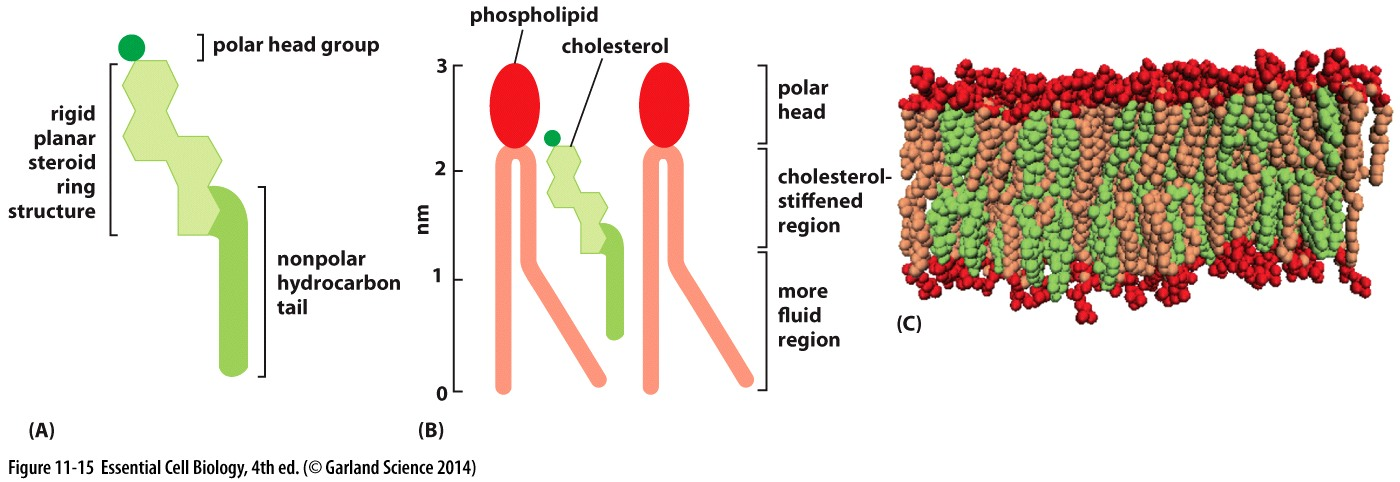 polar head group
rigid
planar
steroid
ring
structure
nonpolar
hydrocarbon
tail
(A)
phospholipid
cholesterol
3
2
1
0
nm
polar
head
cholesterol-
stiffened
region
more
fluid
region
(B)
(C)
Figure 11-15 Essential Cell Biology, 4th ed. (© Garland Science 2014)